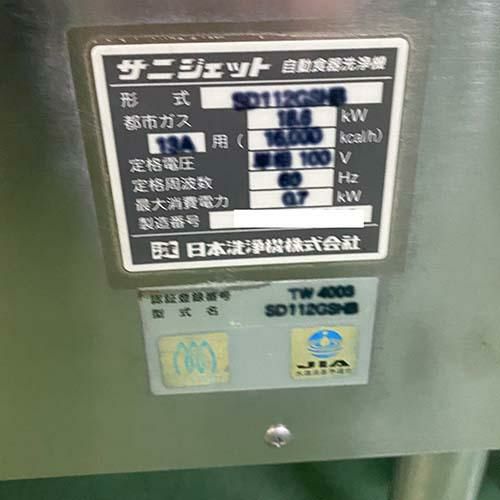 サニジェット 自動食器洗浄機
形 式 SD112GSHB
都市ガス 18.6 kW
13A 用( 16,000 kcal/h)
定格電圧 単相 100 V
定格周波数 60 Hz
最大消費電力 0.7 kW
製造番号
日本洗浄機株式会社
認証登録番号 TW 4003
型式名 SD112GSHB
JIA